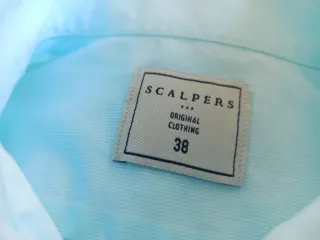 SCALPERS
***
ORIGINAL
CLOTHING
38